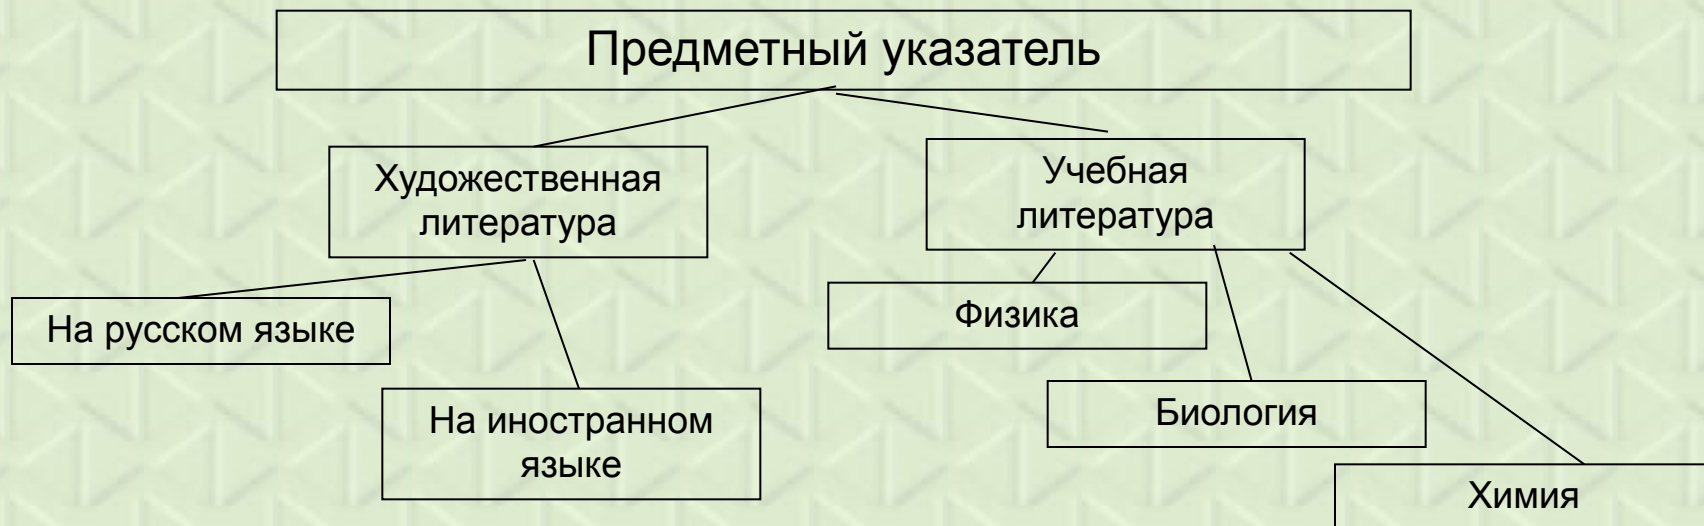 Предметный указатель
Художественная
литература
Учебная
литература
На русском языке
Физика
На иностранном
языке
Биология
Химия